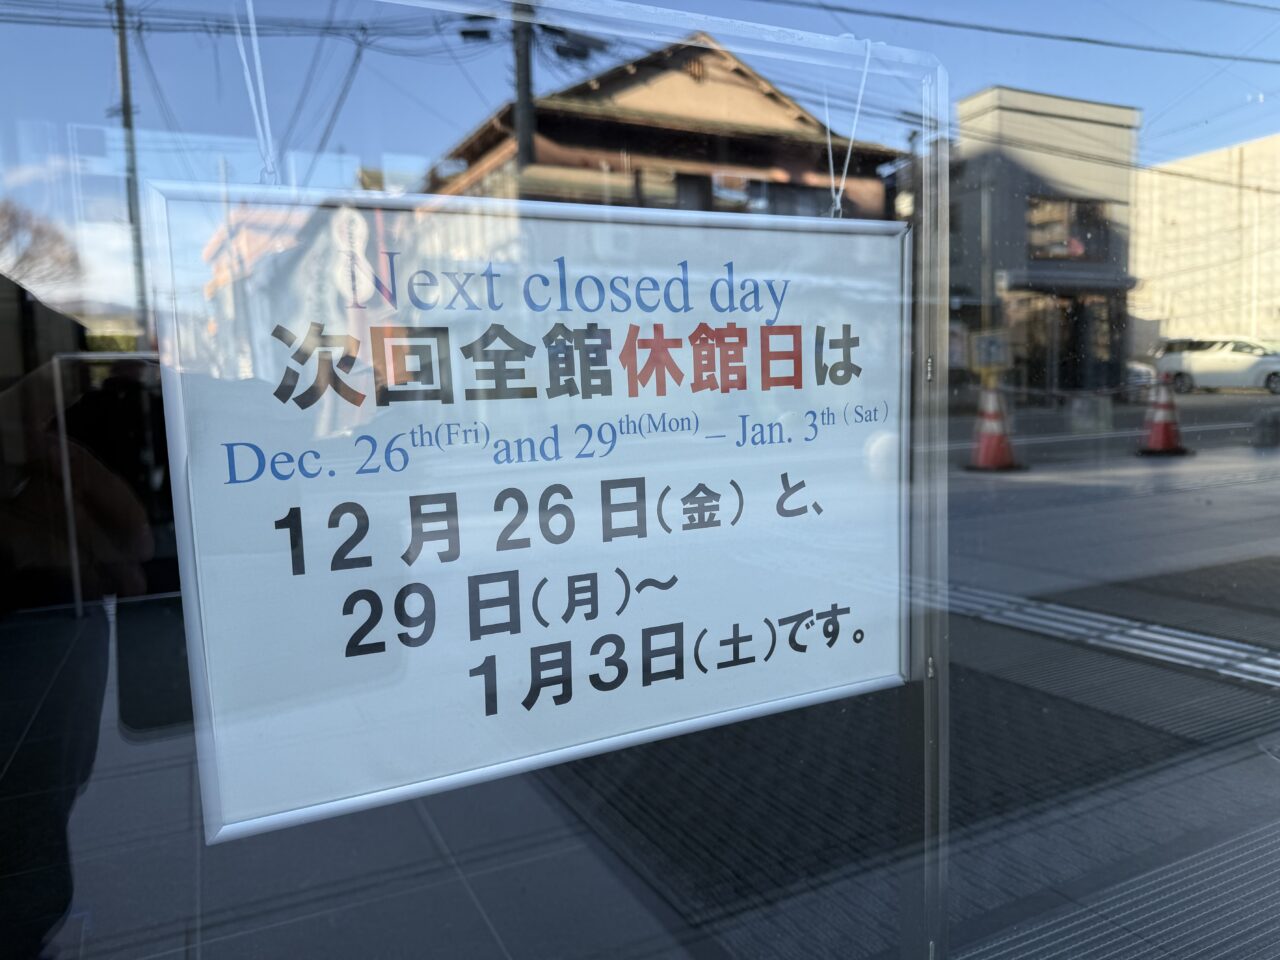 Next closed day
次回全館休館日は
Dec. 26th(Fri)and 29th(Mon) – Jan. 3th（Sat）
12月26日(金) と、
29日(月)～
1月3日(土)です。